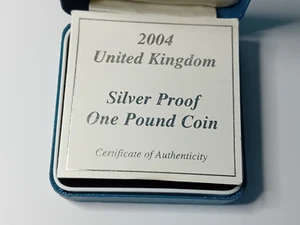 2004
United Kingdom
Silver Proof
One Pound Coin
Certificate of Authenticity